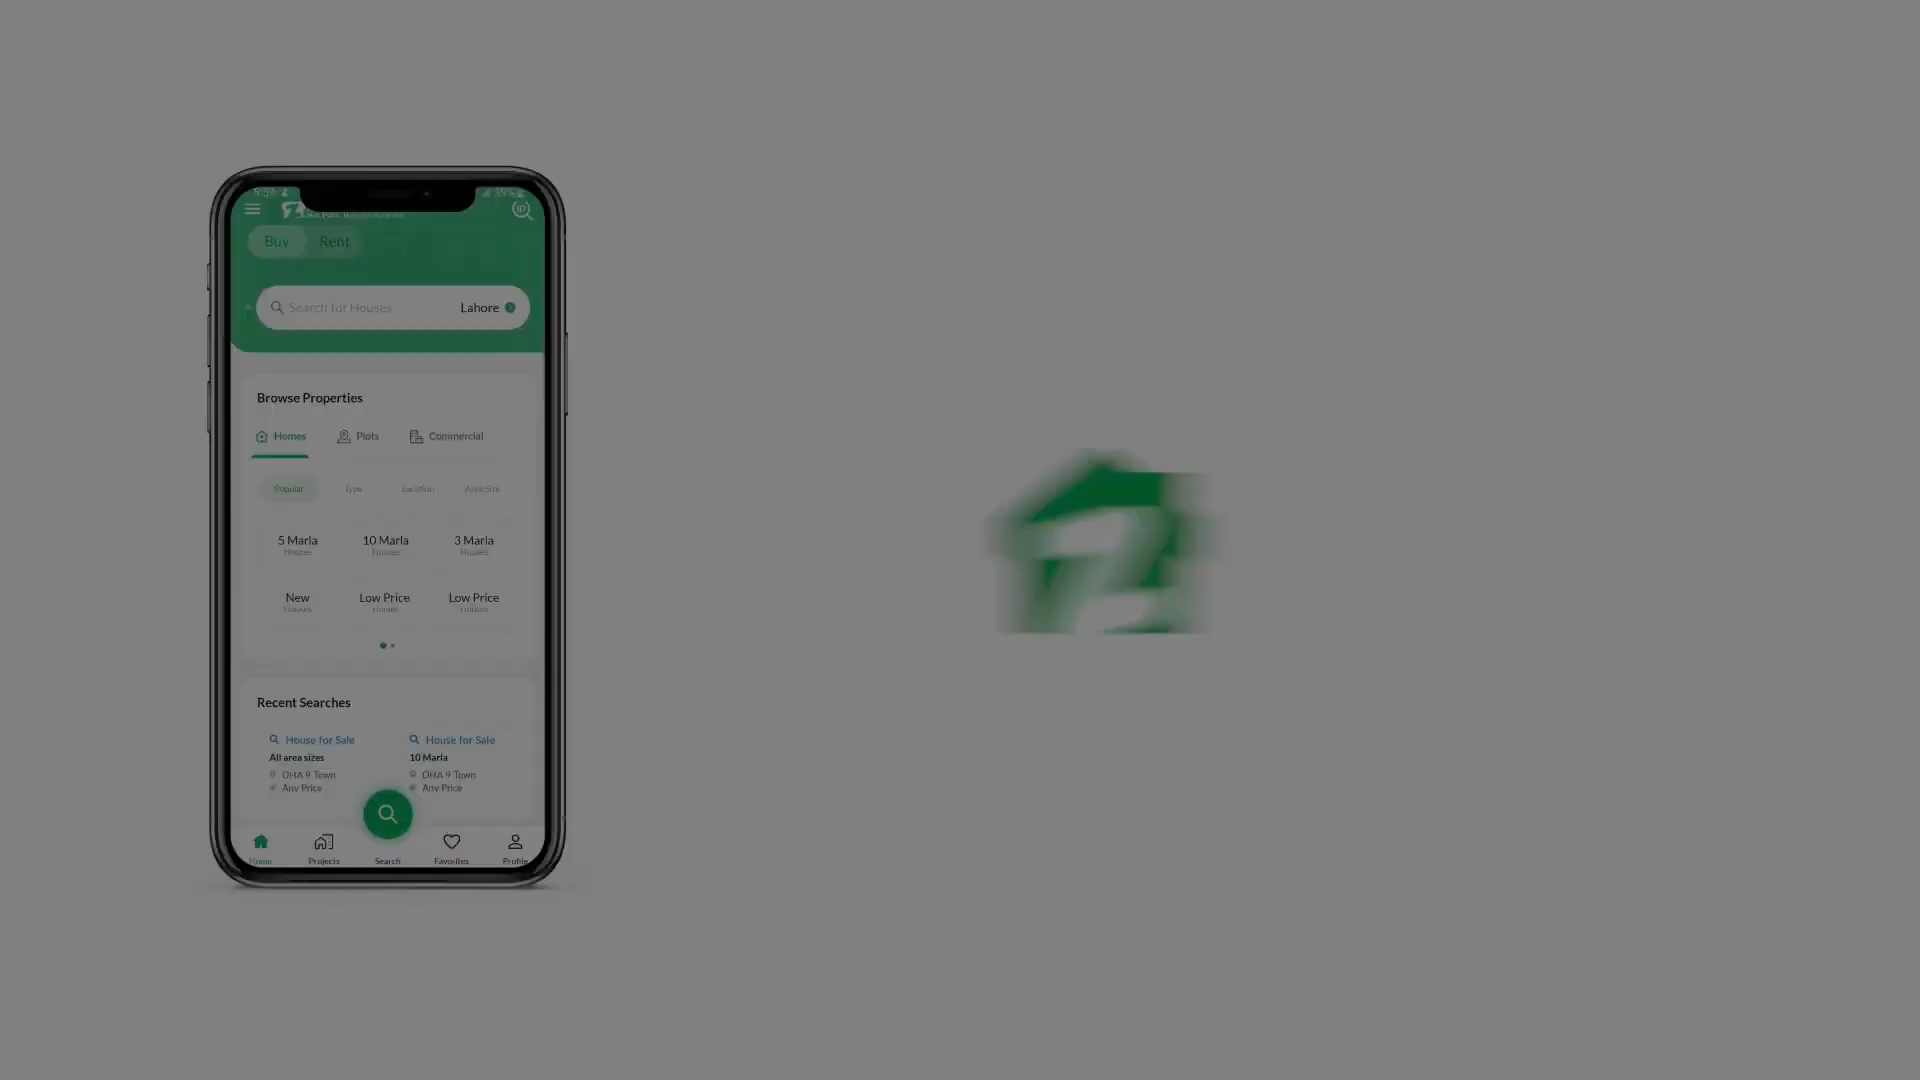 Buy Rent
Search for Houses Lahore
Browse Properties
Homes Plots Commercial
Popular Type Location Area Size
5 Marla 10 Marla 3 Marla
Houses Houses Houses
New Low Price Low Price
Houses Homes Houses
Recent Searches
House for Sale House for Sale
All area sizes 10 Marla
DHA 9 Town DHA 9 Town
Any Price Any Price
Home Projects Search Favorites Profile